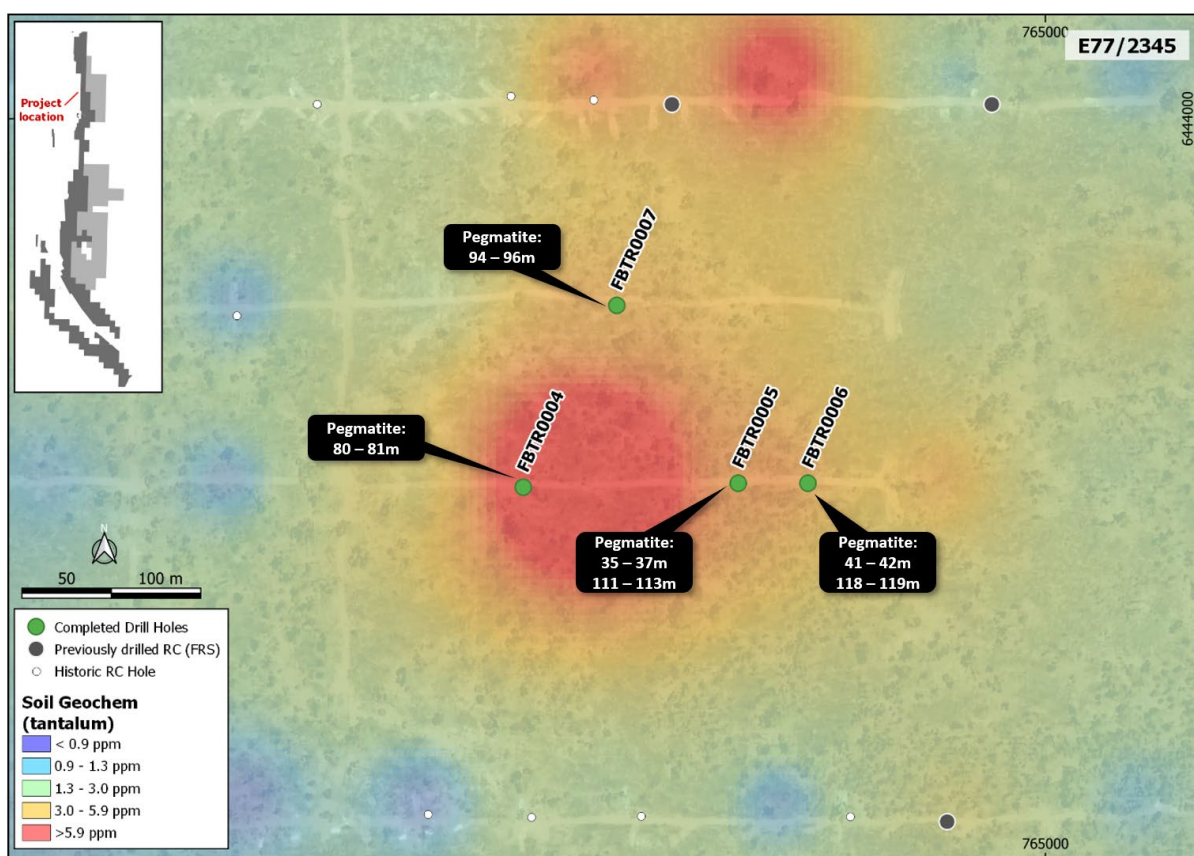 765000
E77/2345
Project
location
6444000
Pegmatite:
94 – 96m
FBTR0007
Pegmatite:
80 – 81m
FBTR0004
FBTR0005
FBTR0006
Pegmatite:
35 – 37m
111 – 113m
Pegmatite:
41 – 42m
118 – 119m
N
50 100 m
Completed Drill Holes
Previously drilled RC (FRS)
Historic RC Hole
Soil Geochem
(tantalum)
< 0.9 ppm
0.9 - 1.3 ppm
1.3 - 3.0 ppm
3.0 - 5.9 ppm
>5.9 ppm
765000